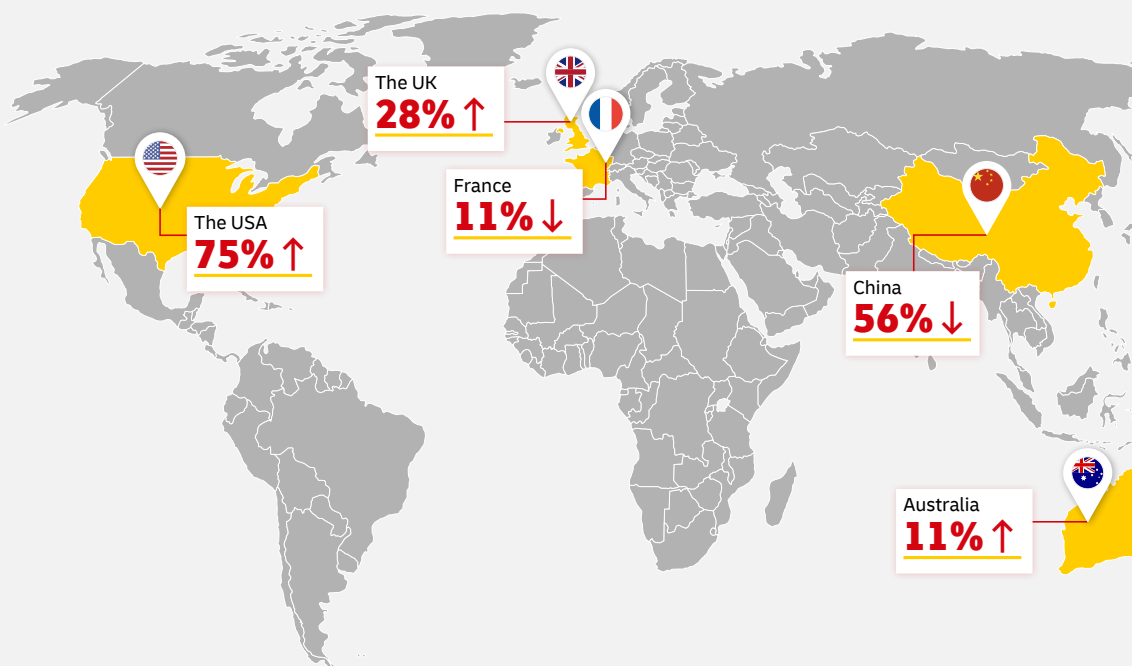 The UK
28% ↑
France
11% ↓
The USA
75% ↑
China
56% ↓
Australia
11% ↑